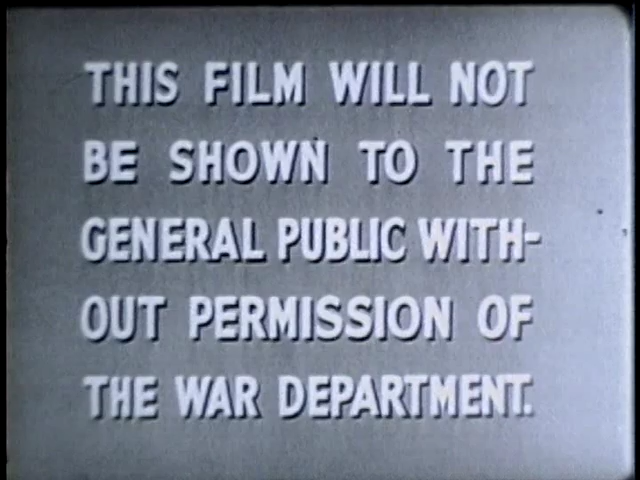 THIS FILM WILL NOT
BE SHOWN TO THE
GENERAL PUBLIC WITH-
OUT PERMISSION OF
THE WAR DEPARTMENT.